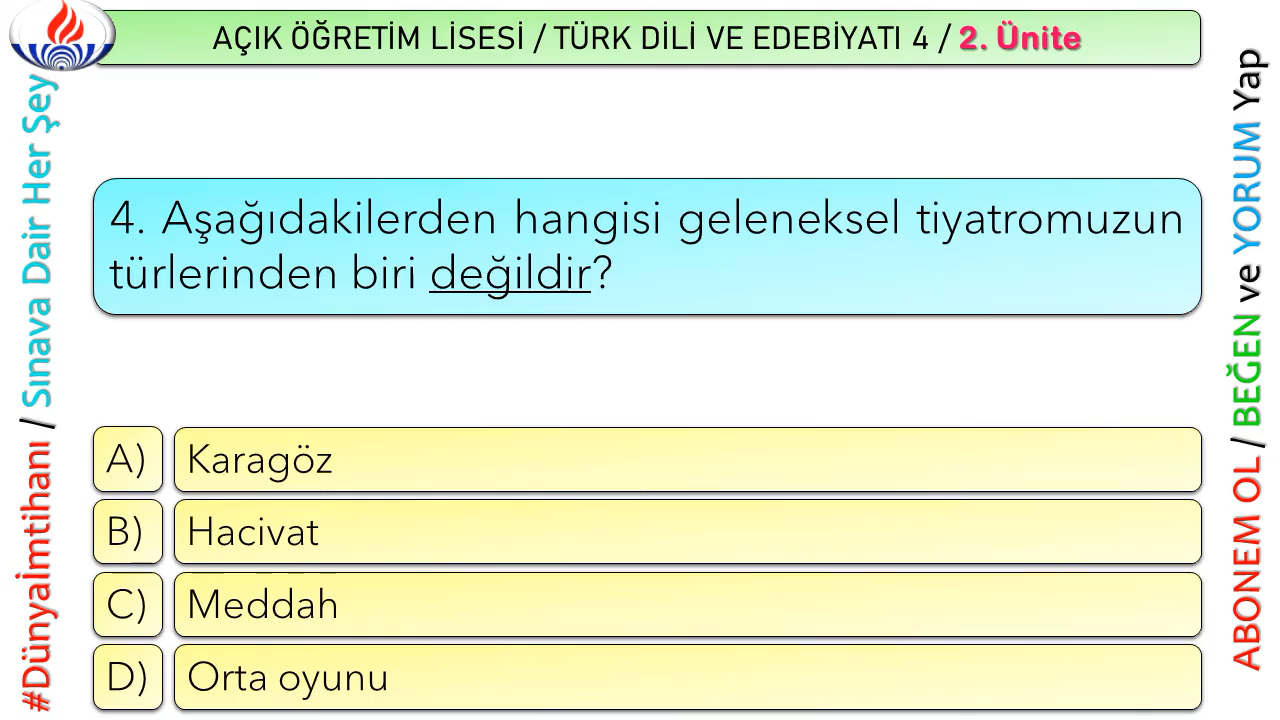 AÇIK ÖĞRETİM LİSESİ / TÜRK DİLİ VE EDEBİYATI 4 / 2. Ünite
#Dünyaİmtihanı / Sınava Dair Her Şey
4. Aşağıdakilerden hangisi geleneksel tiyatromuzun
türlerinden biri değildir?
A) Karagöz
B) Hacivat
C) Meddah
D) Orta oyunu
ABONEM OL / BEĞEN ve YORUM Yap